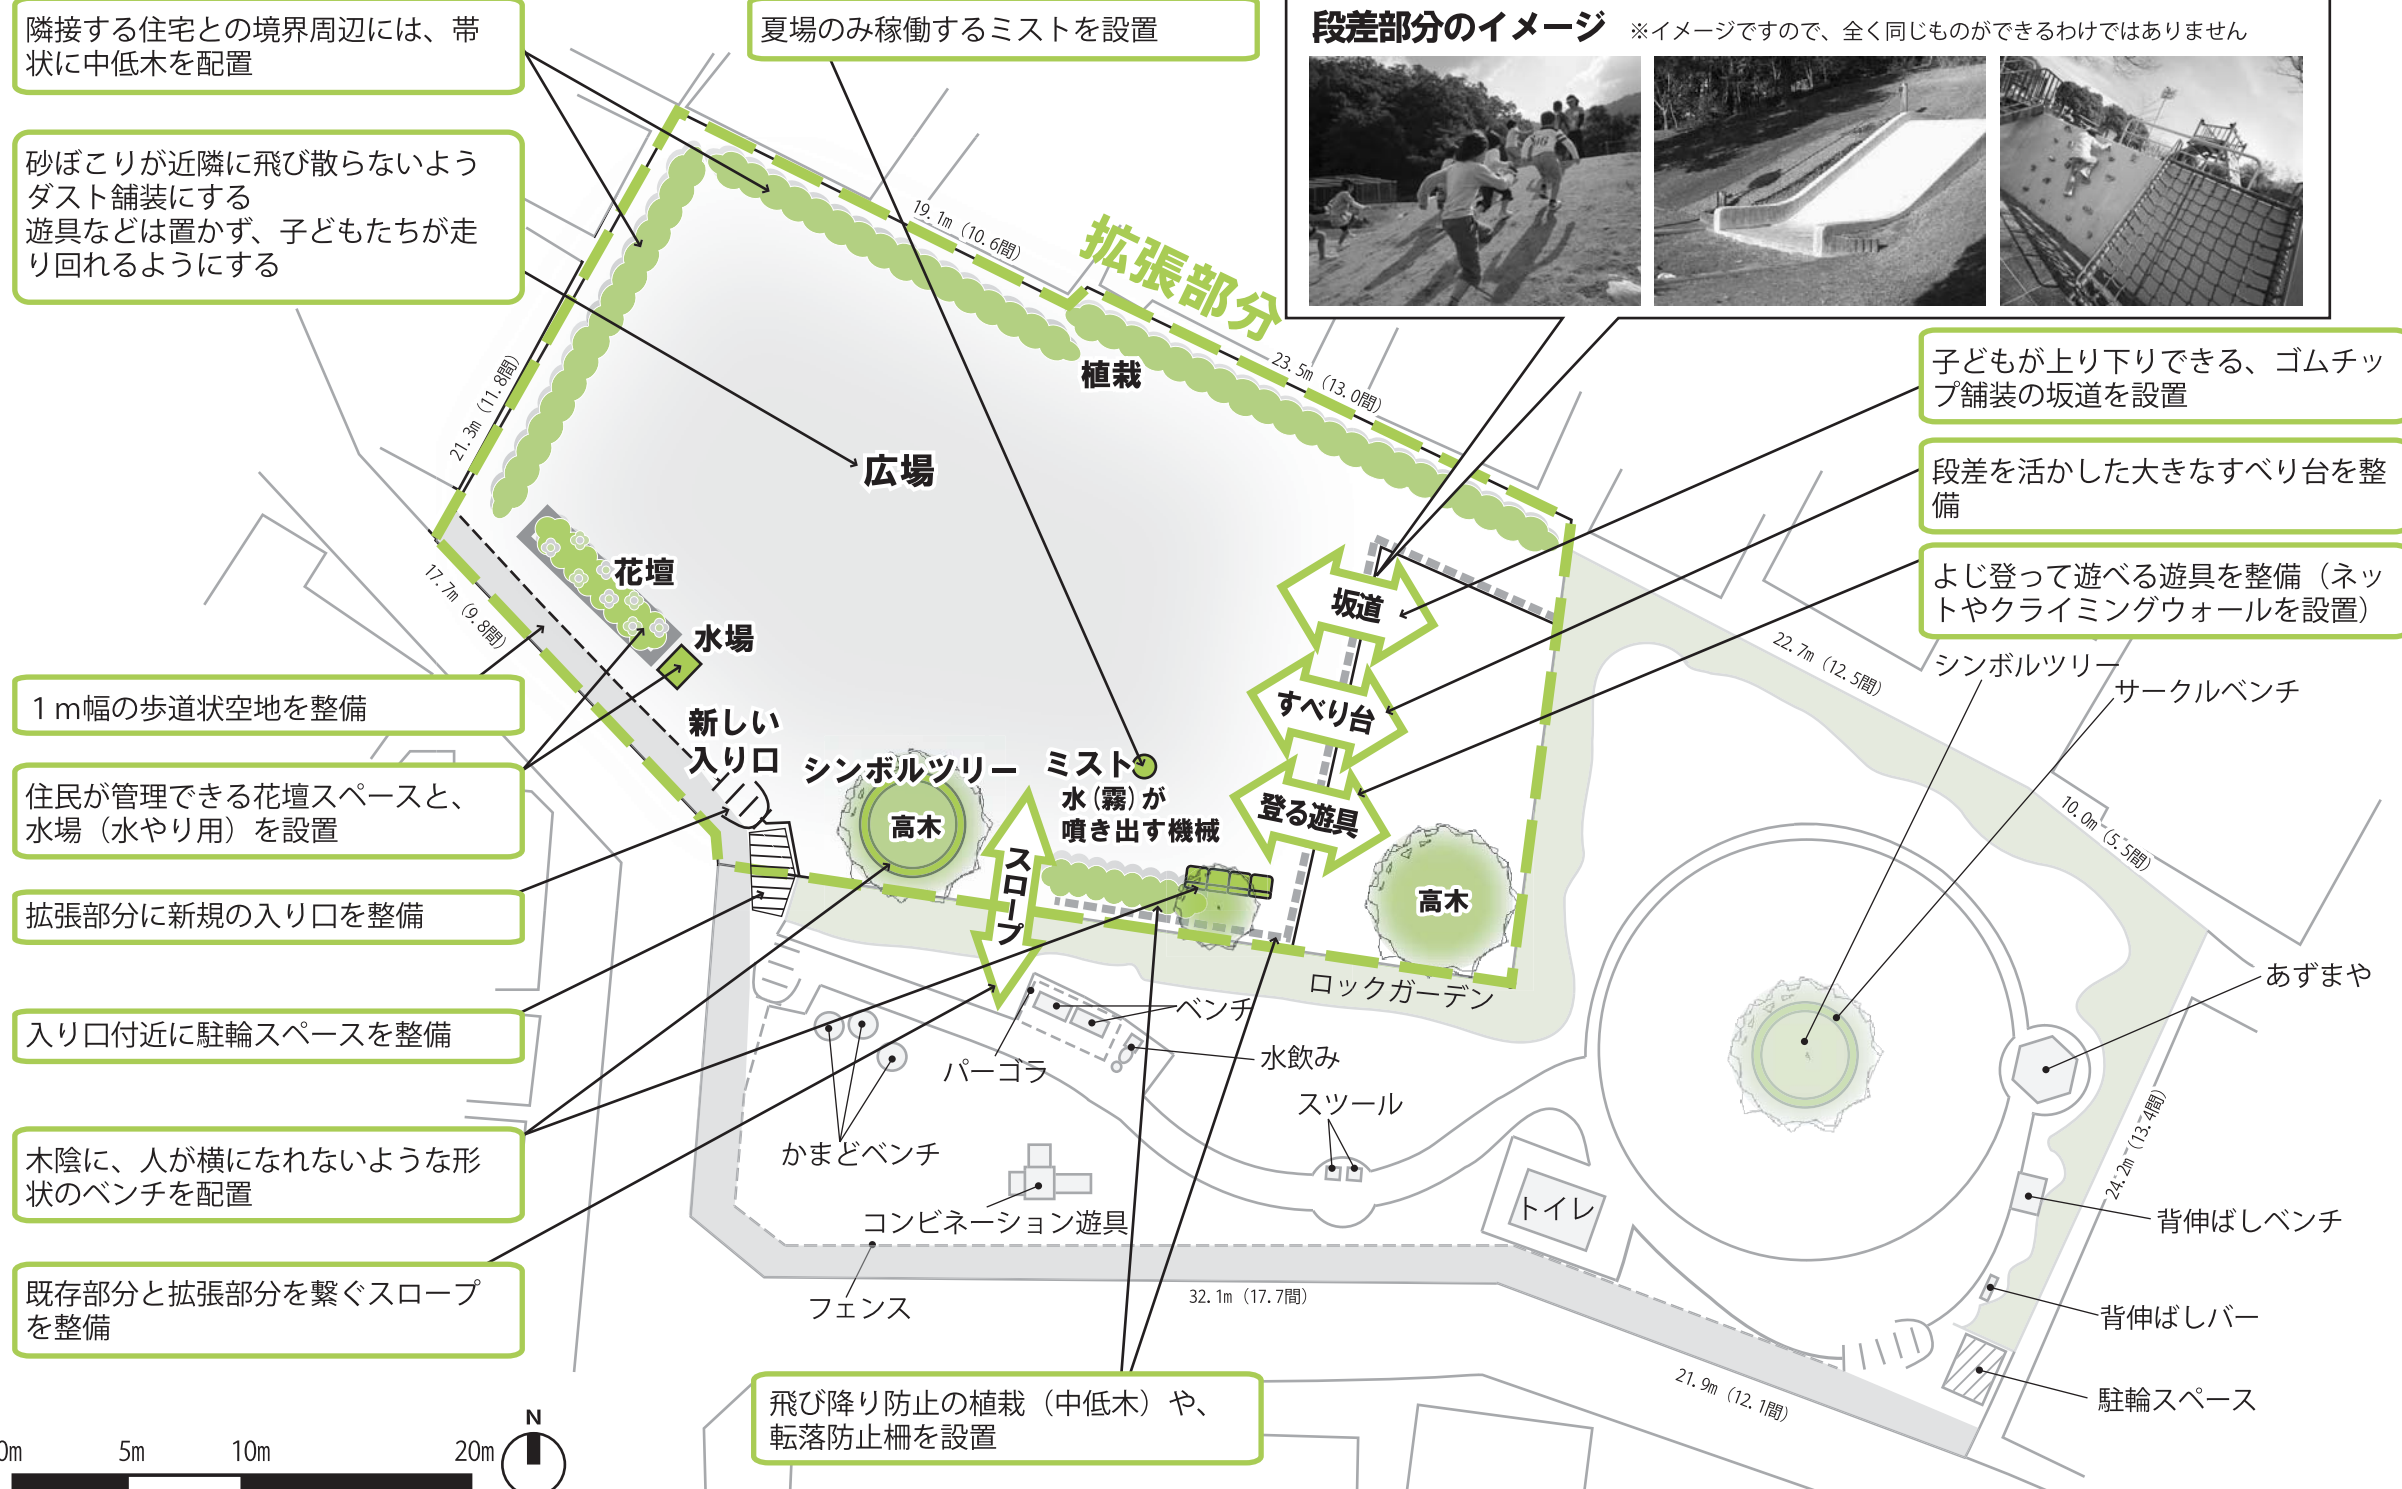 隣接する住宅との境界周辺には、帯
状に中低木を配置
夏場のみ稼働するミストを設置
段差部分のイメージ
※イメージですので、全く同じものができるわけではありません
砂ぼこりが近隣に飛び散らないよう
ダスト舗装にする
遊具などは置かず、子どもたちが走
り回れるようにする
19.1m（10.6間）
拡張部分
23.5m（13.0間）
植栽
21.3m（11.8間）
広場
子どもが上り下りできる、ゴムチッ
プ舗装の坂道を設置
段差を活かした大きなすべり台を整
備
よじ登って遊べる遊具を整備（ネッ
トやクライミングウォールを設置）
17.7m（9.8間）
花壇
水場
坂道
すべり台
登る遊具
22.7m（12.5間）
シンボルツリー
サークルベンチ
１ｍ幅の歩道状空地を整備
新しい
入り口
シンボルツリー
高木
ミスト
水（霧）が
噴き出す機械
スロープ
高木
10.0m（5.5間）
住民が管理できる花壇スペースと、
水場（水やり用）を設置
拡張部分に新規の入り口を整備
入り口付近に駐輪スペースを整備
ロックガーデン
あずまや
ベンチ
パーゴラ
水飲み
スツール
かまどベンチ
コンビネーション遊具
トイレ
24.2m（13.4間）
背伸ばしベンチ
背伸ばしバー
駐輪スペース
木陰に、人が横になれないような形
状のベンチを配置
既存部分と拡張部分を繋ぐスロープ
を整備
フェンス
32.1m（17.7間）
21.9m（12.1間）
飛び降り防止の植栽（中低木）や、
転落防止柵を設置
0m
5m
10m
20m
N